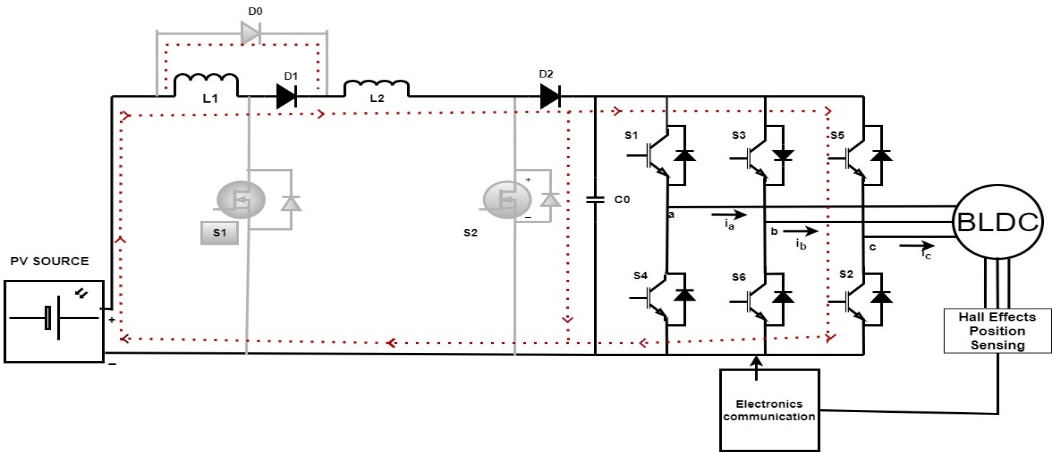 D0
D1
L1
L2
D2
S1
S2
+
–
C0
S1
S3
S5
a
ia
b
ib
c
ic
S4
S6
S2
BLDC
PV SOURCE
+
–
Hall Effects
Position
Sensing
Electronics
communication